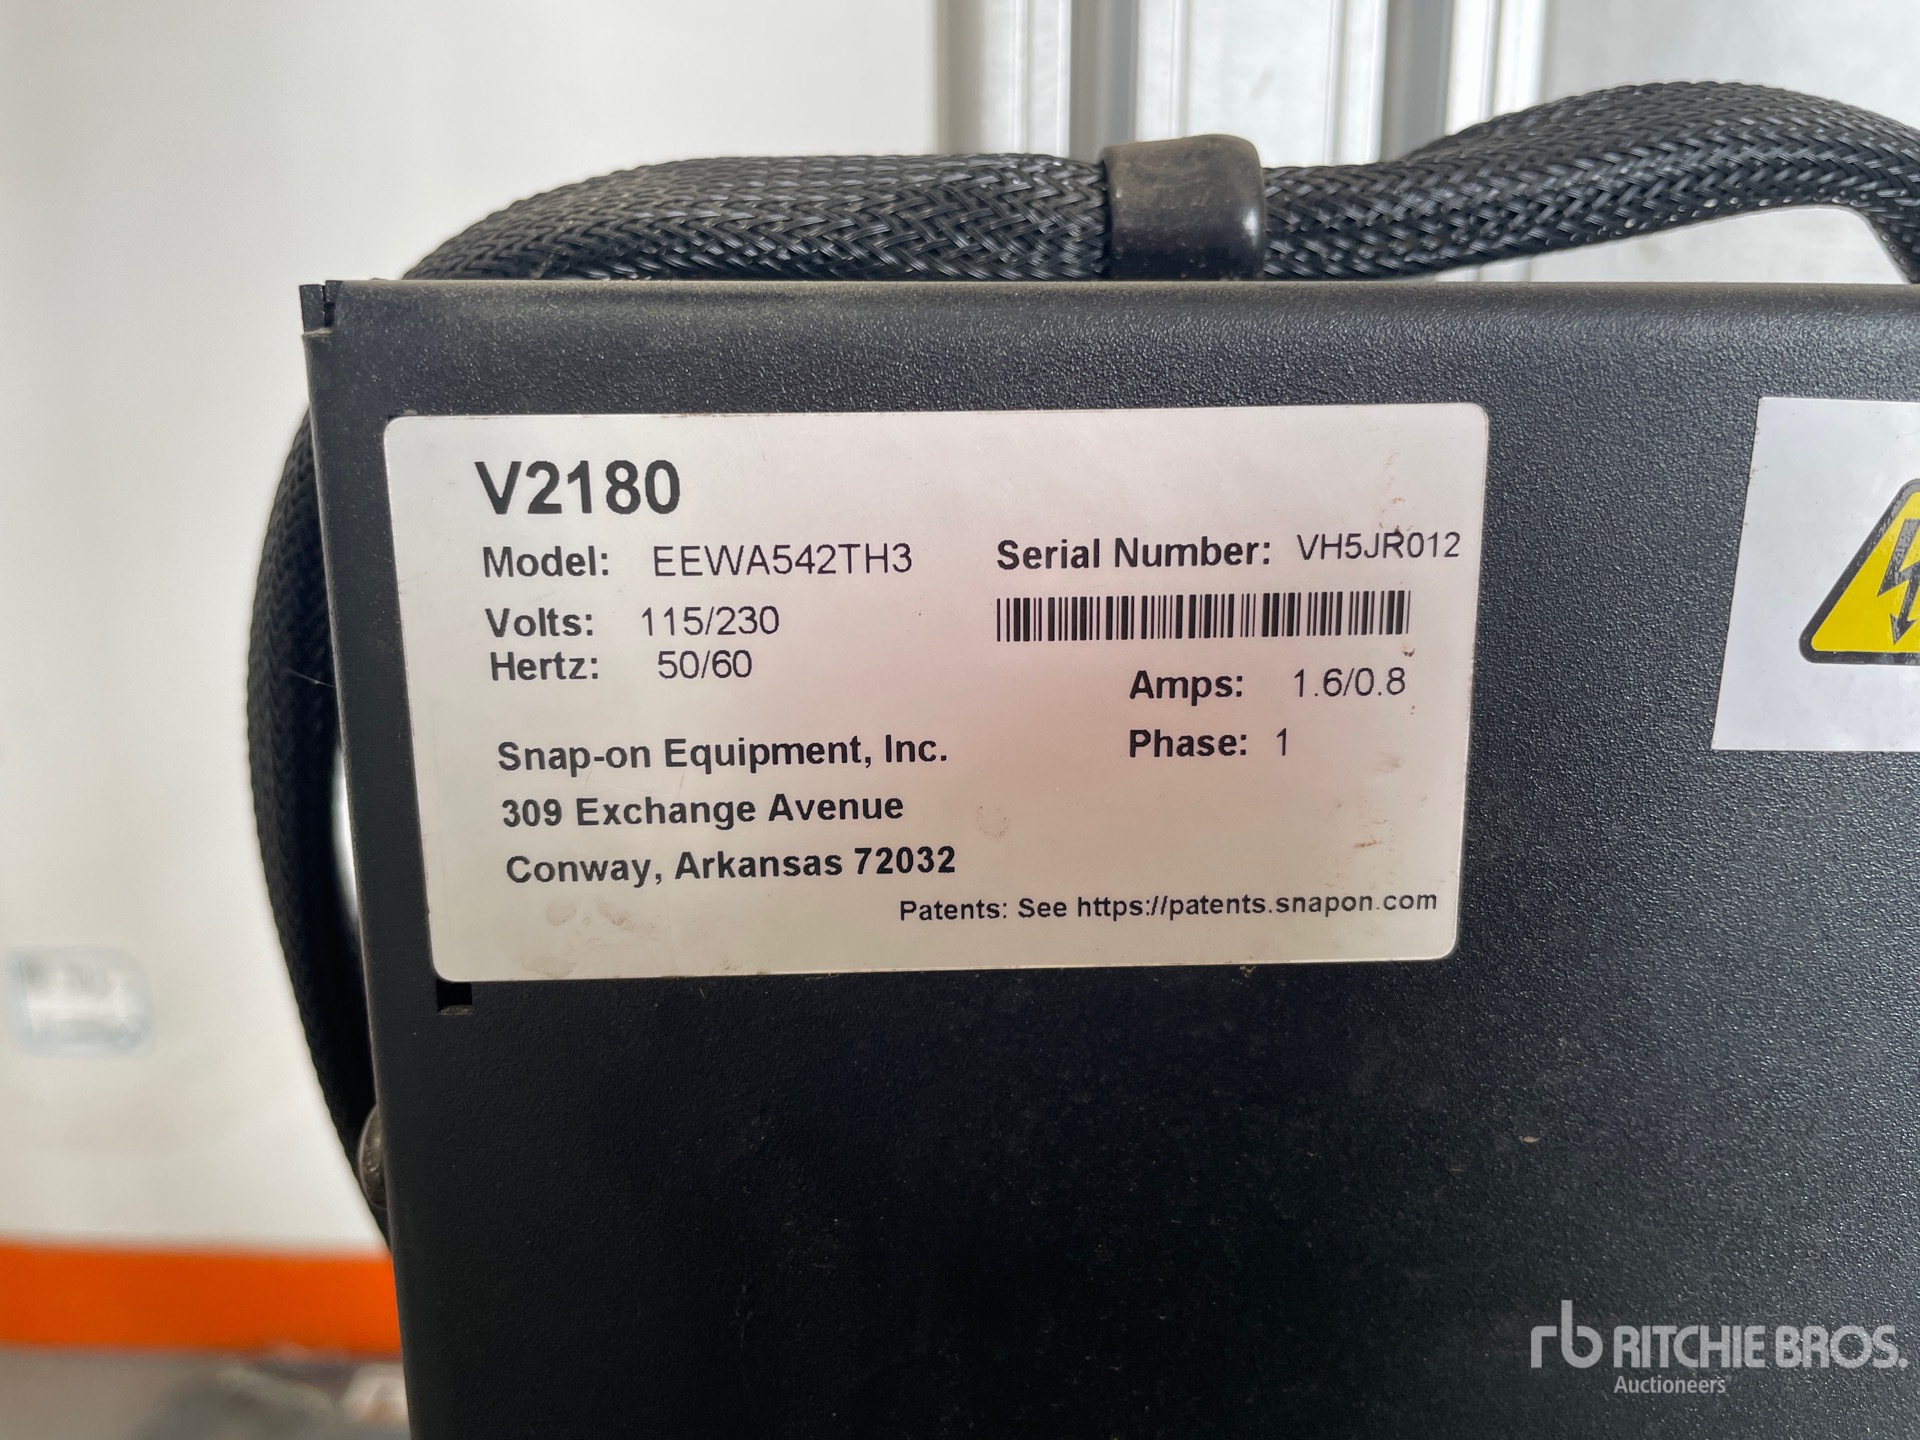 V2180
Model: EEWA542TH3
Serial Number: VH5JR012
Volts: 115/230
Hertz: 50/60
Amps: 1.6/0.8
Phase: 1
Snap-on Equipment, Inc.
309 Exchange Avenue
Conway, Arkansas 72032
Patents: See https://patents.snapon.com
rb RITCHIE BROS.
Auctioneers